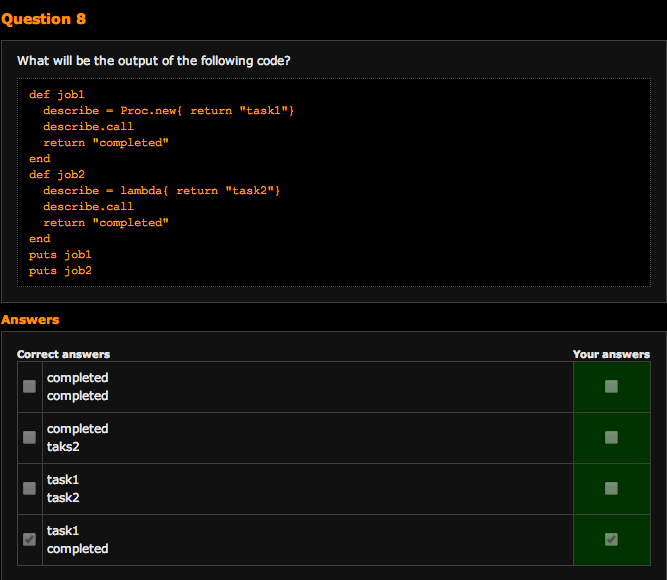 Question 8
What will be the output of the following code?
def job1
  describe = Proc.new{ return "task1"}
  describe.call
  return "completed"
end
def job2
  describe = lambda{ return "task2"}
  describe.call
  return "completed"
end
puts job1
puts job2
Answers
Correct answers Your answers
completed
completed
completed
taks2
task1
task2
task1
completed